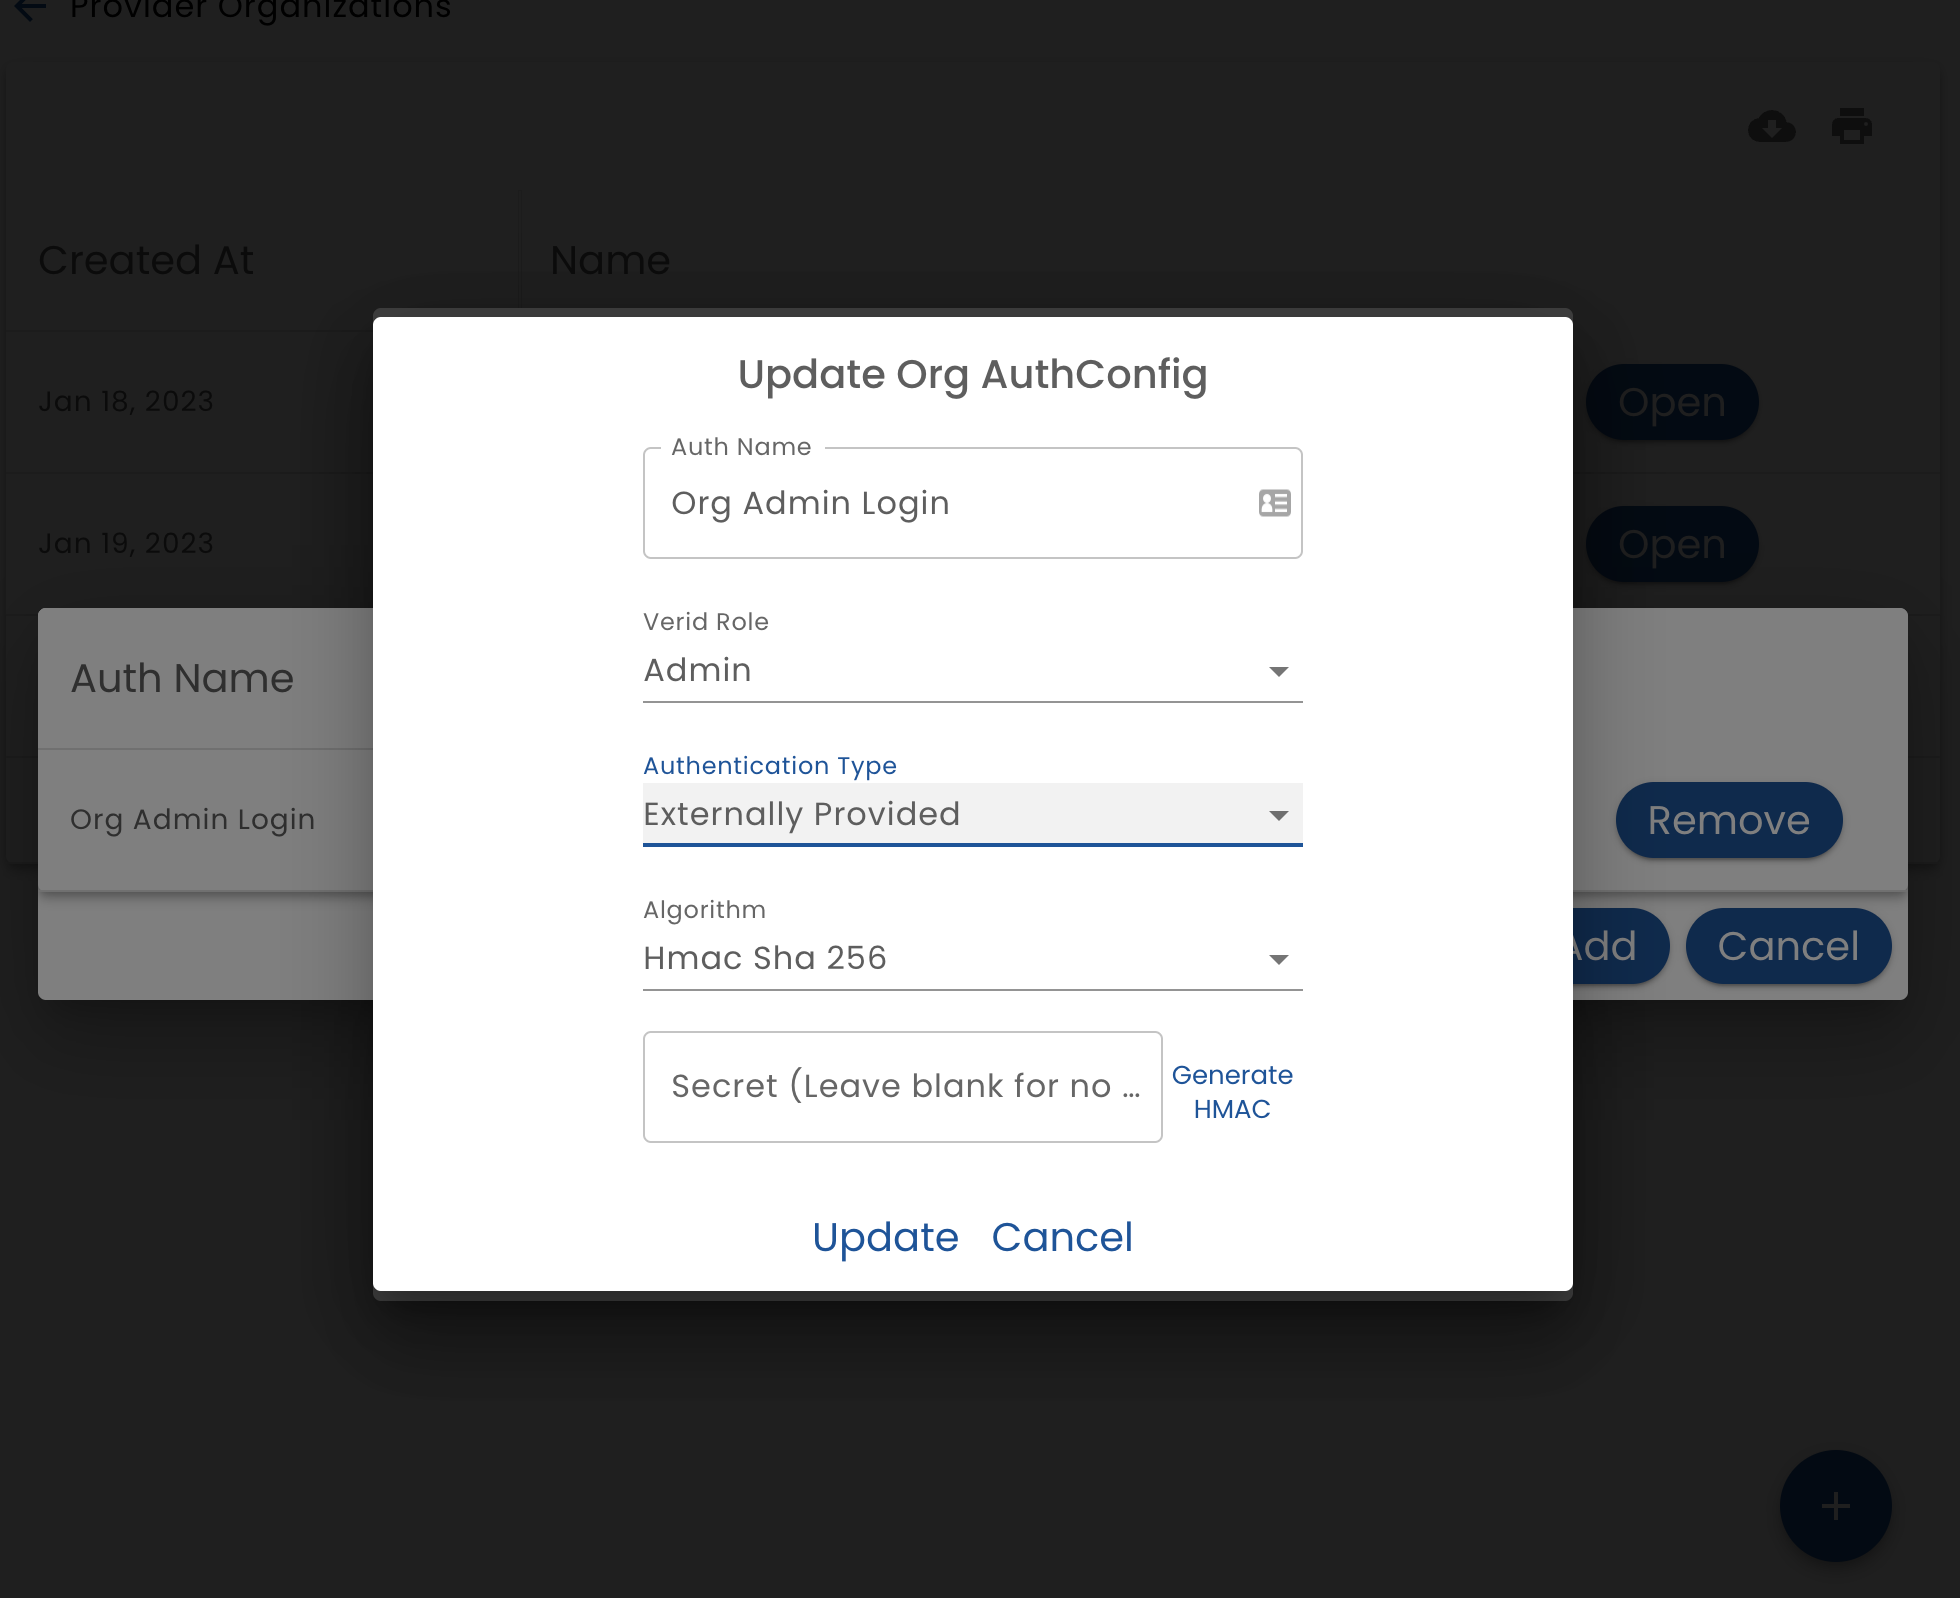 Provider Organizations
Created At
Name
Jan 18, 2023
Open
Jan 19, 2023
Open
Auth Name
Org Admin Login
Remove
Add
Cancel
Update Org AuthConfig
Auth Name
Org Admin Login
Verid Role
Admin
Authentication Type
Externally Provided
Algorithm
Hmac Sha 256
Secret (Leave blank for no ...
Generate
HMAC
Update
Cancel